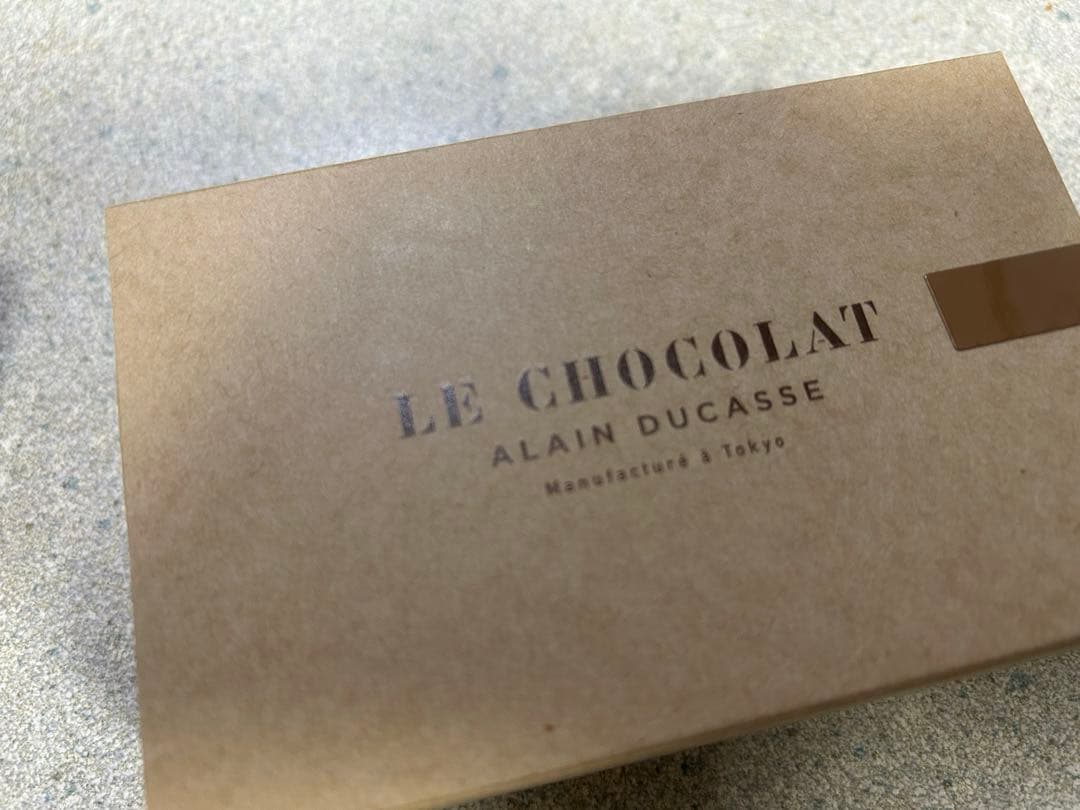 LE CHOCOLAT
ALAIN DUCASSE
Manufacturé à Tokyo